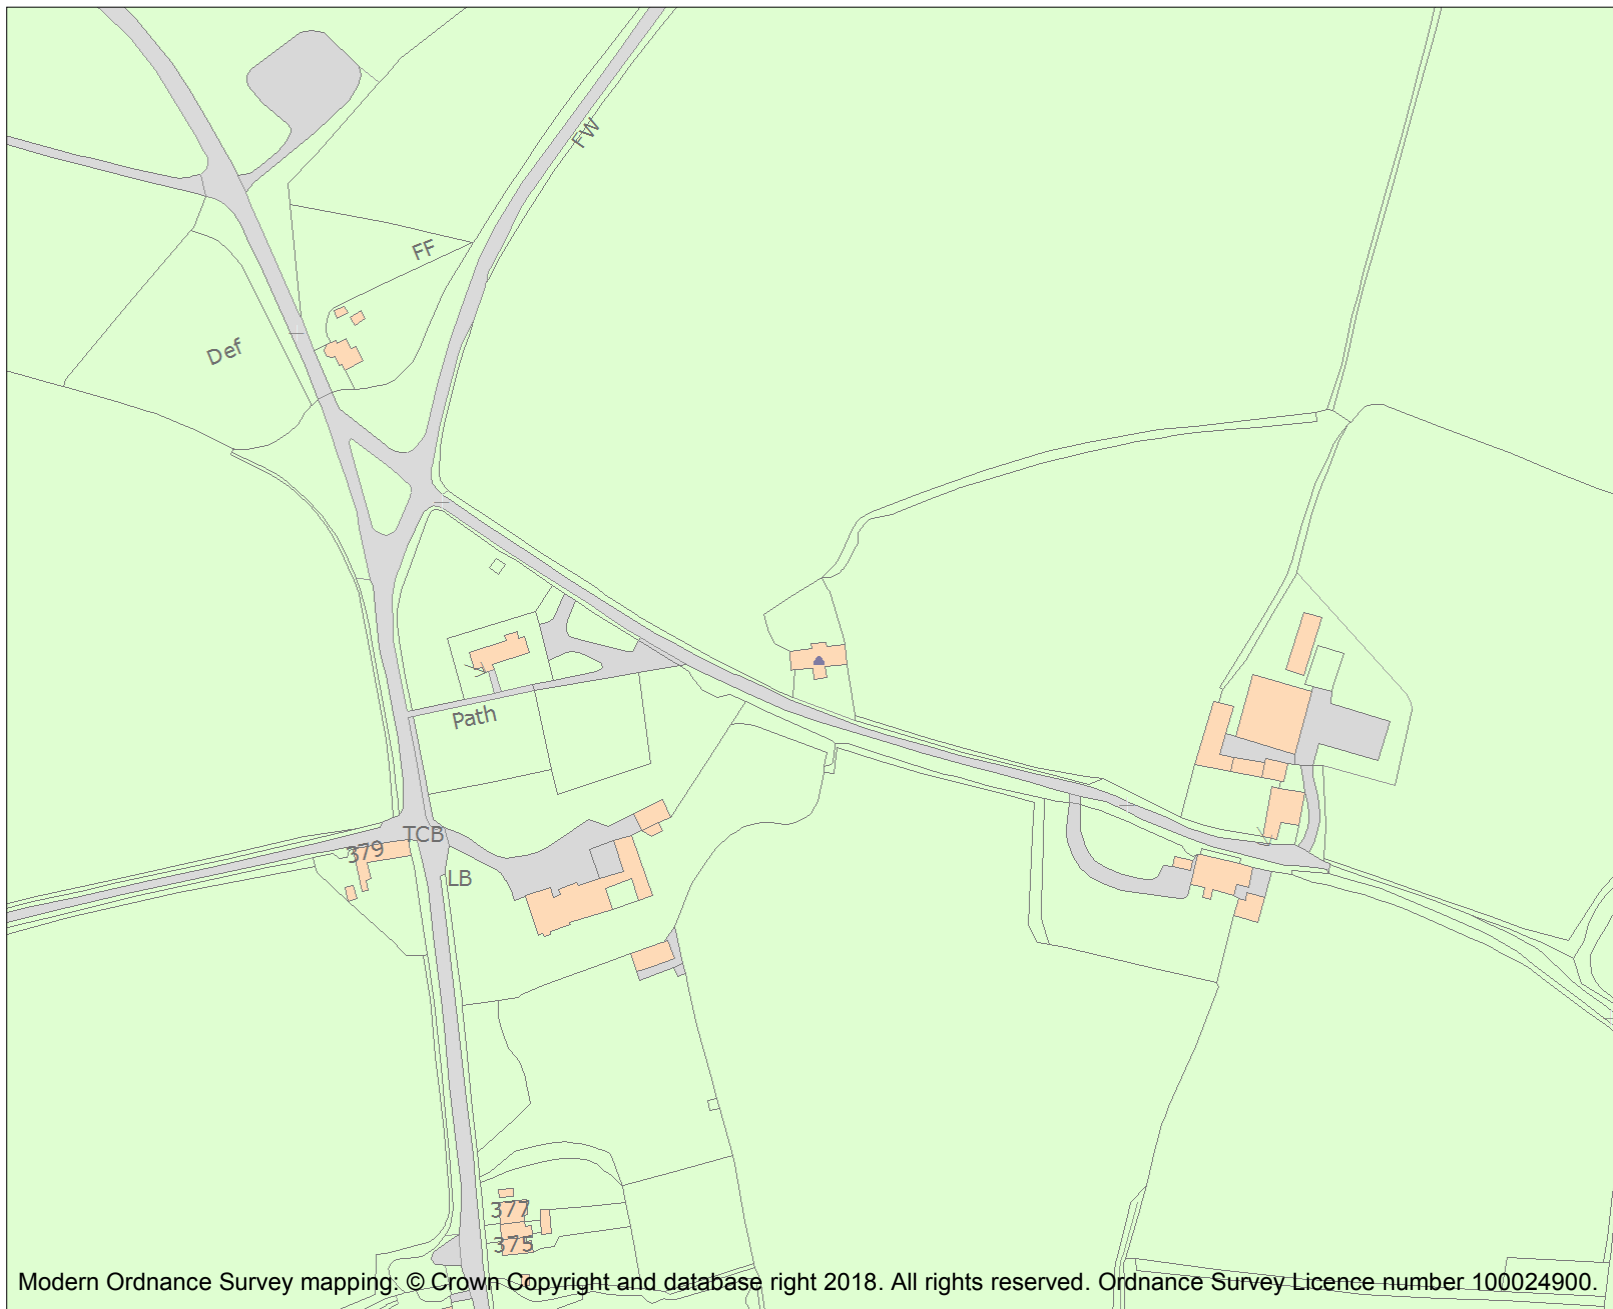 FW
FF
Def
Path
TCB
379
LB
377
375
Modern Ordnance Survey mapping: © Crown Copyright and database right 2018. All rights reserved. Ordnance Survey Licence number 100024900.